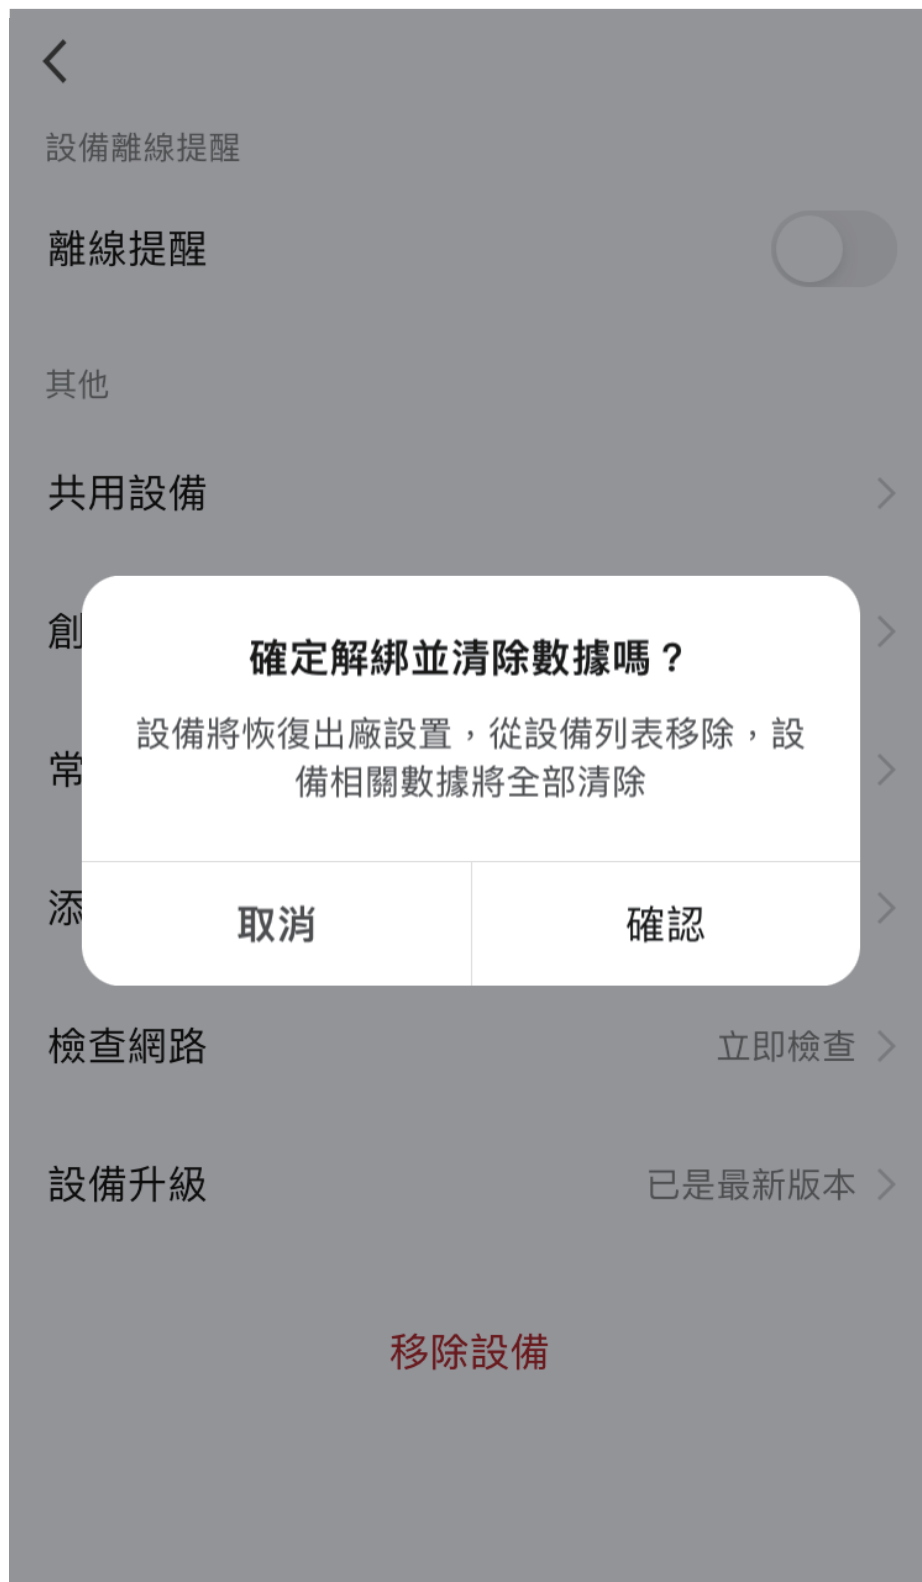 設備離線提醒
離線提醒
其他
共用設備
創
確定解綁並清除數據嗎？
設備將恢復出廠設置，從設備列表移除，設
備相關數據將全部清除
常
添
取消
確認
檢查網路
立即檢查
設備升級
已是最新版本
移除設備